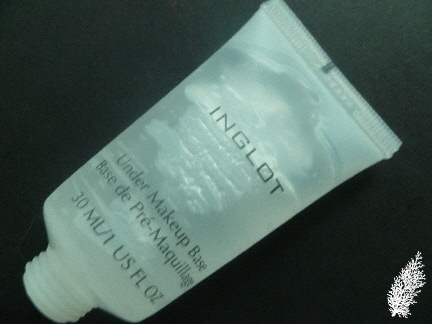 INGLOT
Under Makeup Base
Base de Pré-Maquillage
30 ML/1 US FL OZ